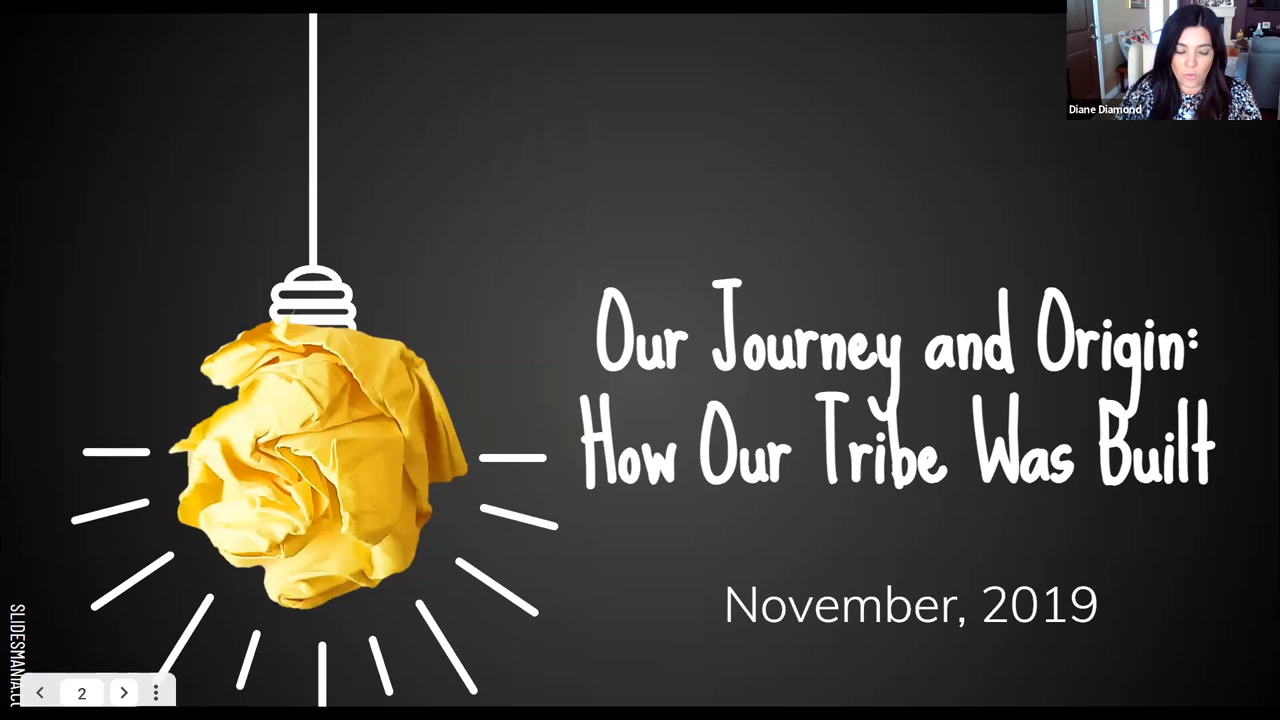 Diane Diamond
Our Journey and Origin:
How Our Tribe Was Built
November, 2019
2